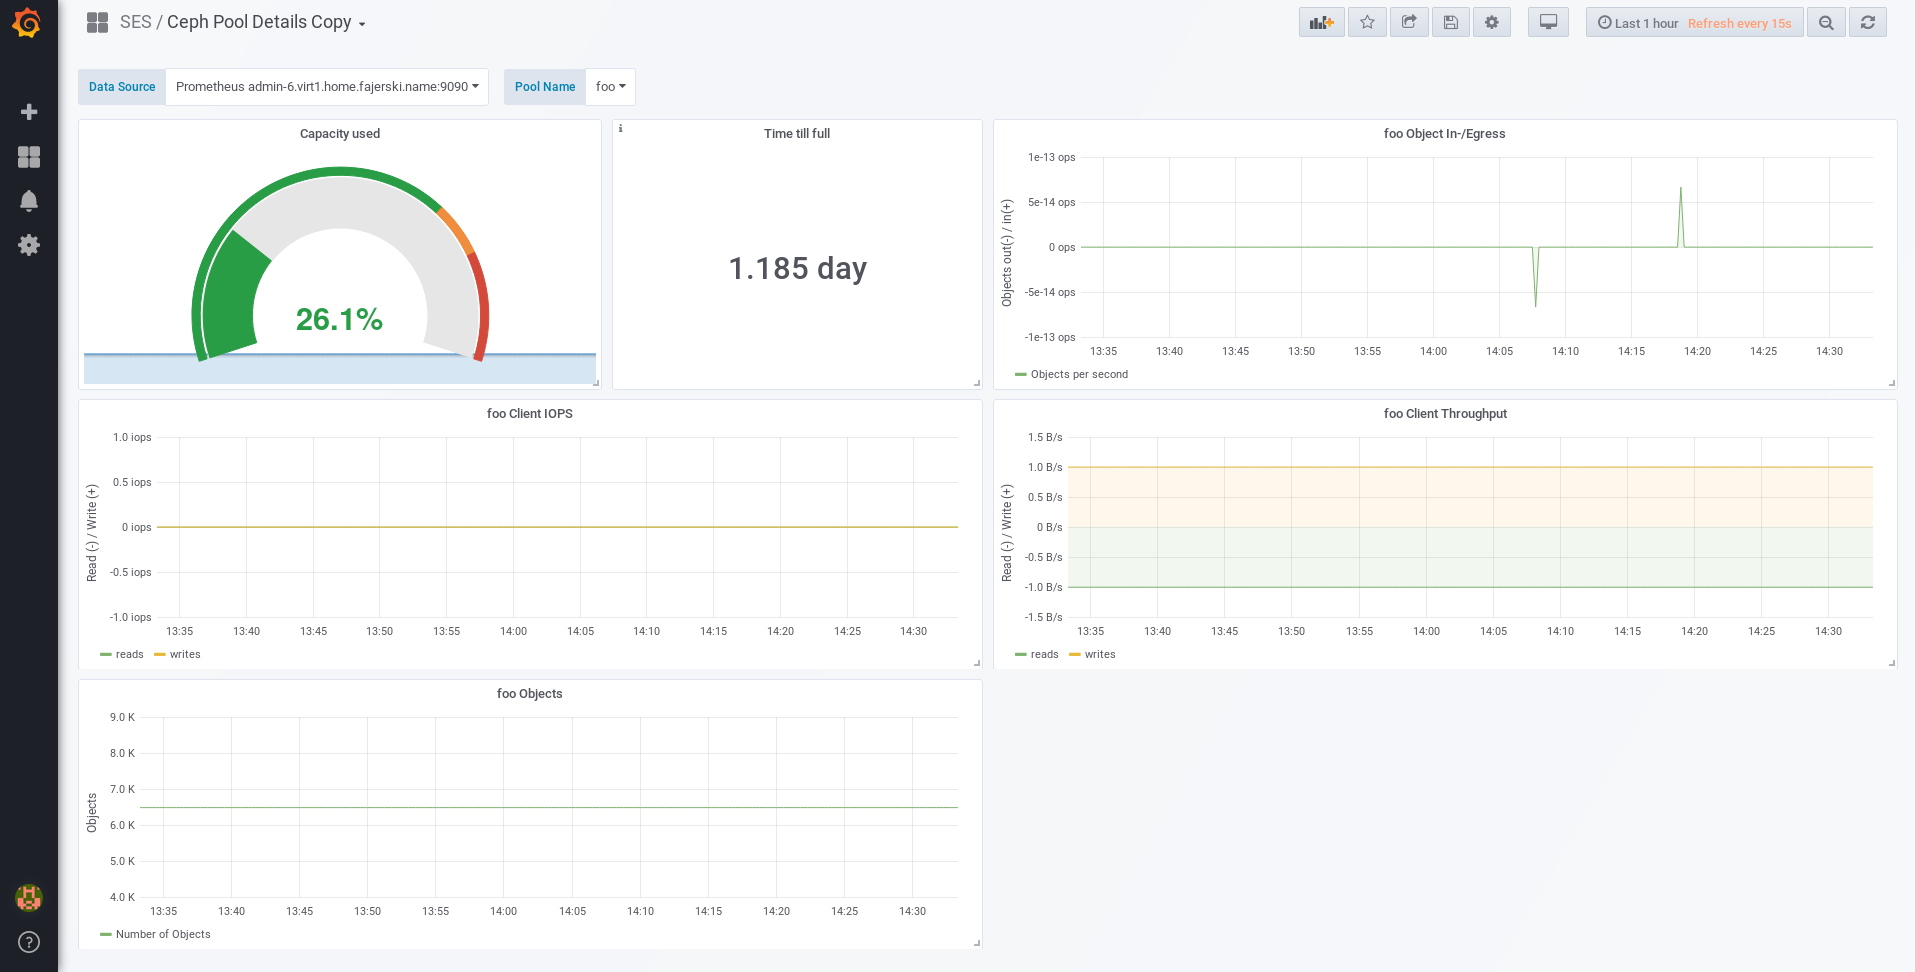 SES / Ceph Pool Details Copy
Last 1 hour Refresh every 15s
Data Source Prometheus admin-6.virt1.home.fajerski.name:9090
Pool Name foo
Capacity used
26.1%
i
Time till full
1.185 day
foo Object In-/Egress
Objects out(-) / in(+)
1e-13 ops
5e-14 ops
0 ops
-5e-14 ops
-1e-13 ops
13:35 13:40 13:45 13:50 13:55 14:00 14:05 14:10 14:15 14:20 14:25 14:30
Objects per second
foo Client IOPS
Read (-) / Write (+)
1.0 iops
0.5 iops
0 iops
-0.5 iops
-1.0 iops
13:35 13:40 13:45 13:50 13:55 14:00 14:05 14:10 14:15 14:20 14:25 14:30
reads writes
foo Client Throughput
Read (-) / Write (+)
1.5 B/s
1.0 B/s
0.5 B/s
0 B/s
-0.5 B/s
-1.0 B/s
-1.5 B/s
13:35 13:40 13:45 13:50 13:55 14:00 14:05 14:10 14:15 14:20 14:25 14:30
reads writes
foo Objects
Objects
9.0 K
8.0 K
7.0 K
6.0 K
5.0 K
4.0 K
13:35 13:40 13:45 13:50 13:55 14:00 14:05 14:10 14:15 14:20 14:25 14:30
Number of Objects
?